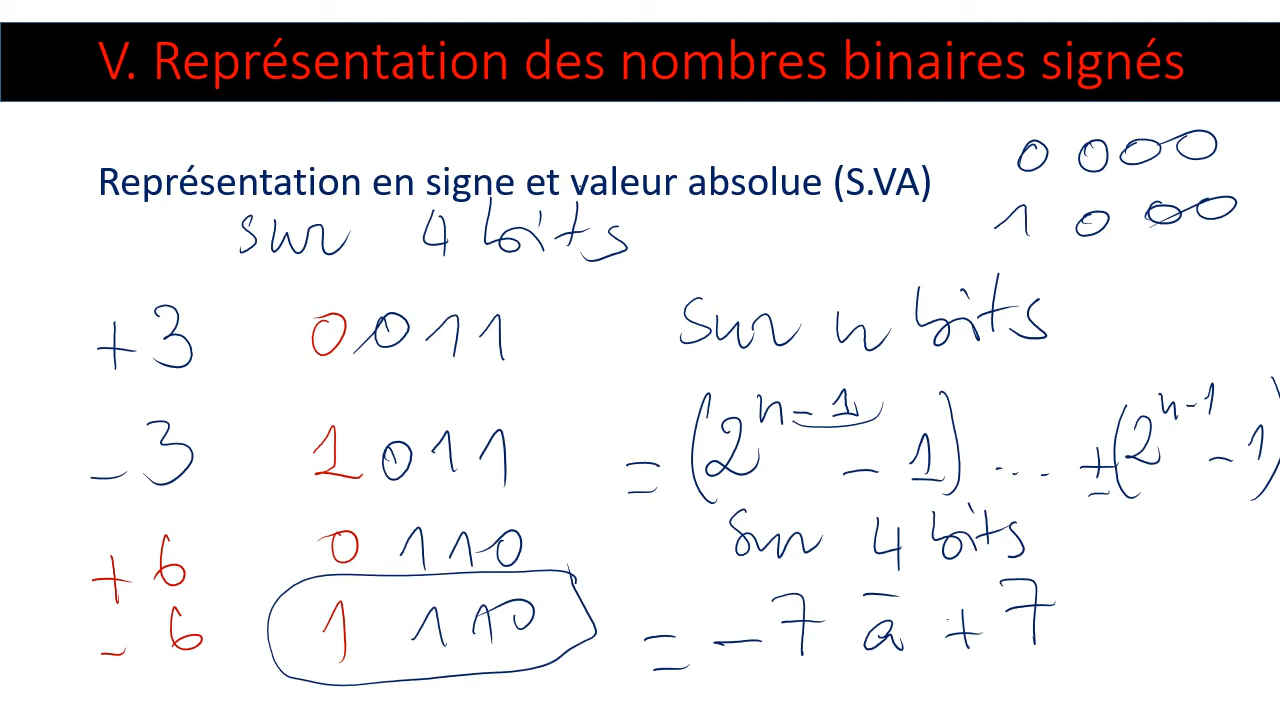 V. Représentation des nombres binaires signés
Représentation en signe et valeur absolue (S.VA)
0 000
1 000
sur 4 bits
+3 0011
sur n bits
-3 1011
= (2^{n-1} - 1) ... ±(2^{n-1} - 1)
+6 0110
sur 4 bits
-6 1110
= -7 à +7